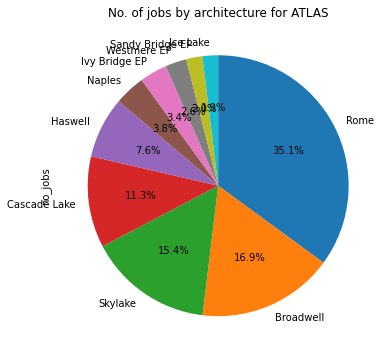 No. of jobs by architecture for ATLAS
Ice Lake
Sandy Bridge EP
Westmere EP
Ivy Bridge EP
Naples
Haswell
Cascade Lake
Skylake
Broadwell
Rome
no_jobs
35.1%
16.9%
15.4%
11.3%
7.6%
3.8%
3.4%
2.6%